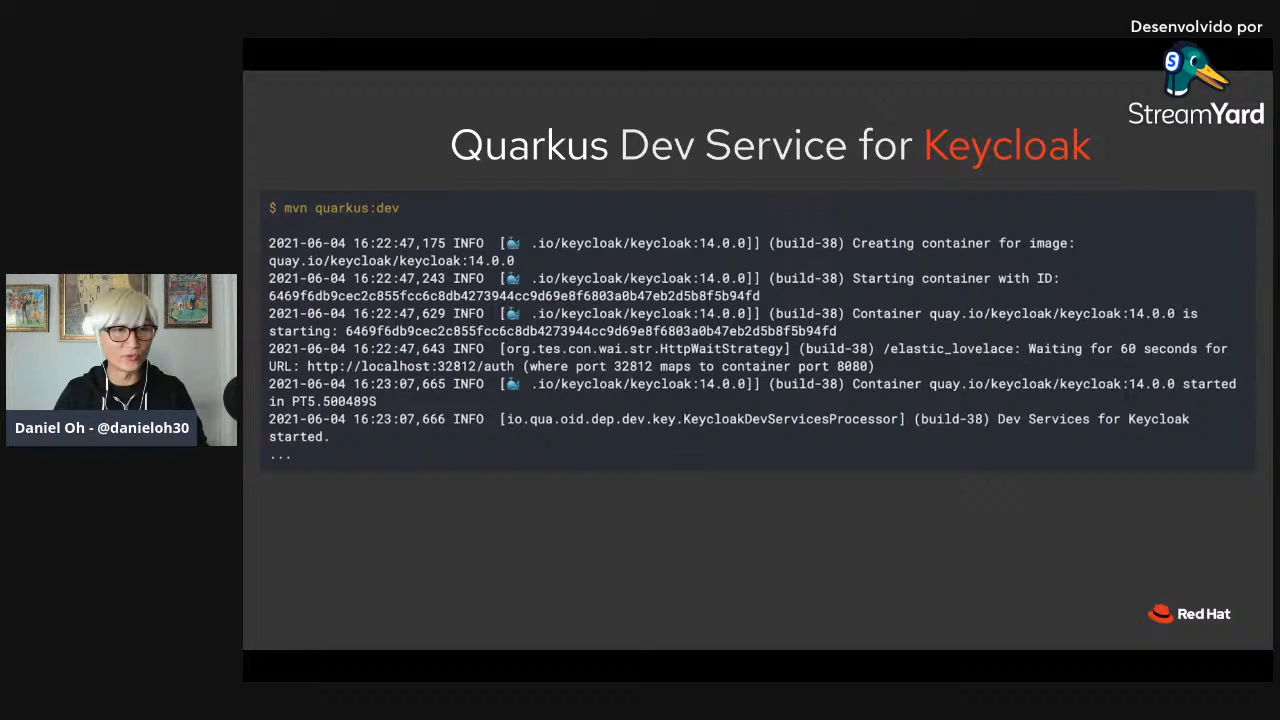 Desenvolvido por
StreamYard
Quarkus Dev Service for Keycloak
$ mvn quarkus:dev
2021-06-04 16:22:47,175 INFO [🐳 .io/keycloak/keycloak:14.0.0]] (build-38) Creating container for image:
quay.io/keycloak/keycloak:14.0.0
2021-06-04 16:22:47,243 INFO [🐳 .io/keycloak/keycloak:14.0.0]] (build-38) Starting container with ID:
6469f6db9cec2c855fcc6c8db4273944cc9d69e8f6803a0b47eb2d5b8f5b94fd
2021-06-04 16:22:47,629 INFO [🐳 .io/keycloak/keycloak:14.0.0]] (build-38) Container quay.io/keycloak/keycloak:14.0.0 is
starting: 6469f6db9cec2c855fcc6c8db4273944cc9d69e8f6803a0b47eb2d5b8f5b94fd
2021-06-04 16:22:47,643 INFO [org.tes.con.wai.str.HttpWaitStrategy] (build-38) /elastic_lovelace: Waiting for 60 seconds for
URL: http://localhost:32812/auth (where port 32812 maps to container port 8080)
2021-06-04 16:23:07,665 INFO [🐳 .io/keycloak/keycloak:14.0.0]] (build-38) Container quay.io/keycloak/keycloak:14.0.0 started
in PT5.500489S
2021-06-04 16:23:07,666 INFO [io.qua.oid.dep.dev.key.KeycloakDevServicesProcessor] (build-38) Dev Services for Keycloak
started.
...
Daniel Oh - @danieloh30
Red Hat